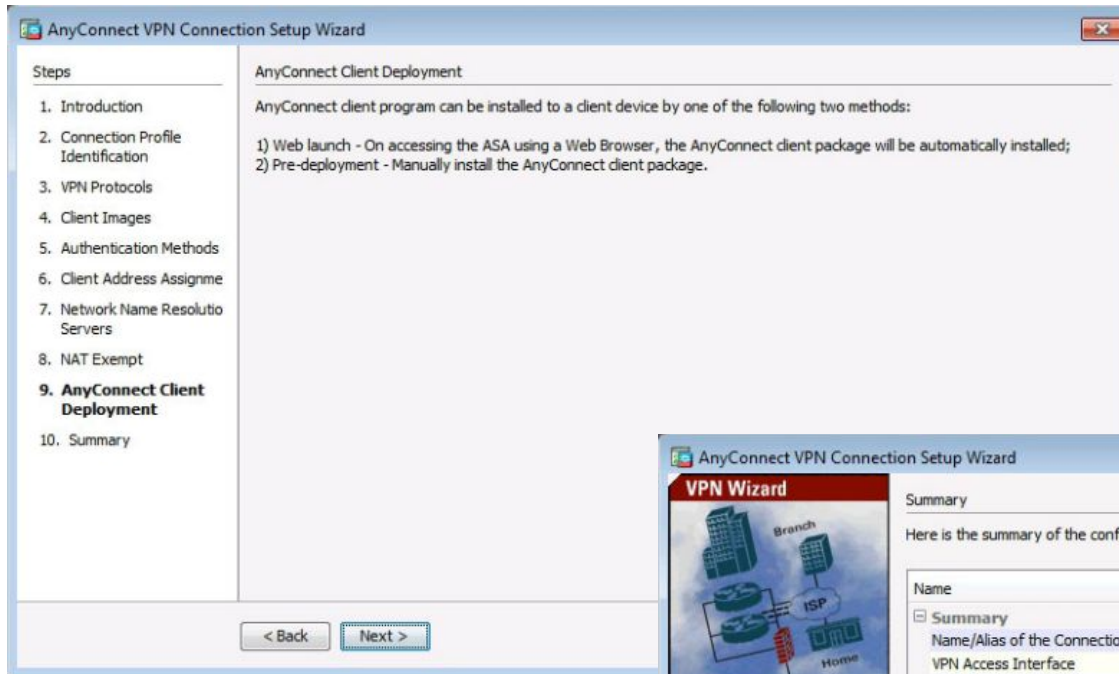 AnyConnect VPN Connection Setup Wizard
Steps
1. Introduction
2. Connection Profile
Identification
3. VPN Protocols
4. Client Images
5. Authentication Methods
6. Client Address Assignme
7. Network Name Resolutio
Servers
8. NAT Exempt
9. AnyConnect Client
Deployment
10. Summary
AnyConnect Client Deployment
AnyConnect client program can be installed to a client device by one of the following two methods:
1) Web launch - On accessing the ASA using a Web Browser, the AnyConnect client package will be automatically installed;
2) Pre-deployment - Manually install the AnyConnect client package.
< Back
Next >
AnyConnect VPN Connection Setup Wizard
VPN Wizard
Branch
ISP
Home
Summary
Here is the summary of the conf
Name
Summary
Name/Alias of the Connectio
VPN Access Interface